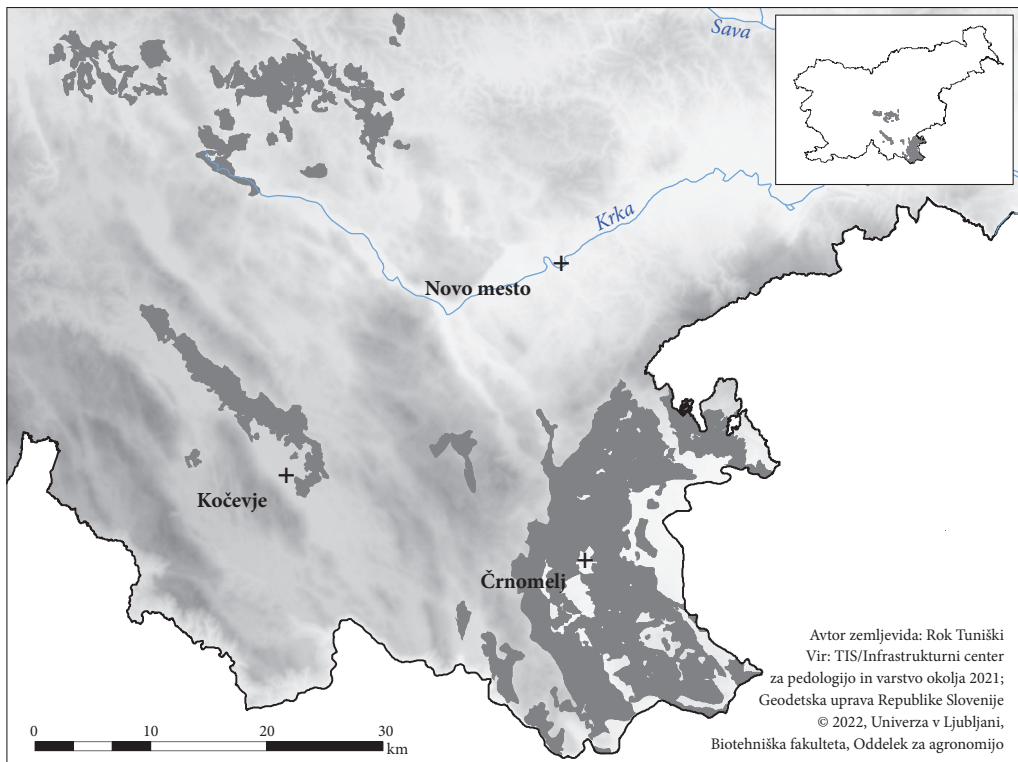 Sava
Krka
Novo mesto
Kočevje
Črnomelj
Avtor zemljevida: Rok Tuniški
Vir: TIS/Infrastrukturni center
za pedologijo in varstvo okolja 2021;
Geodetska uprava Republike Slovenije
© 2022, Univerza v Ljubljani,
Biotehniška fakulteta, Oddelek za agronomijo
0 10 20 30
km